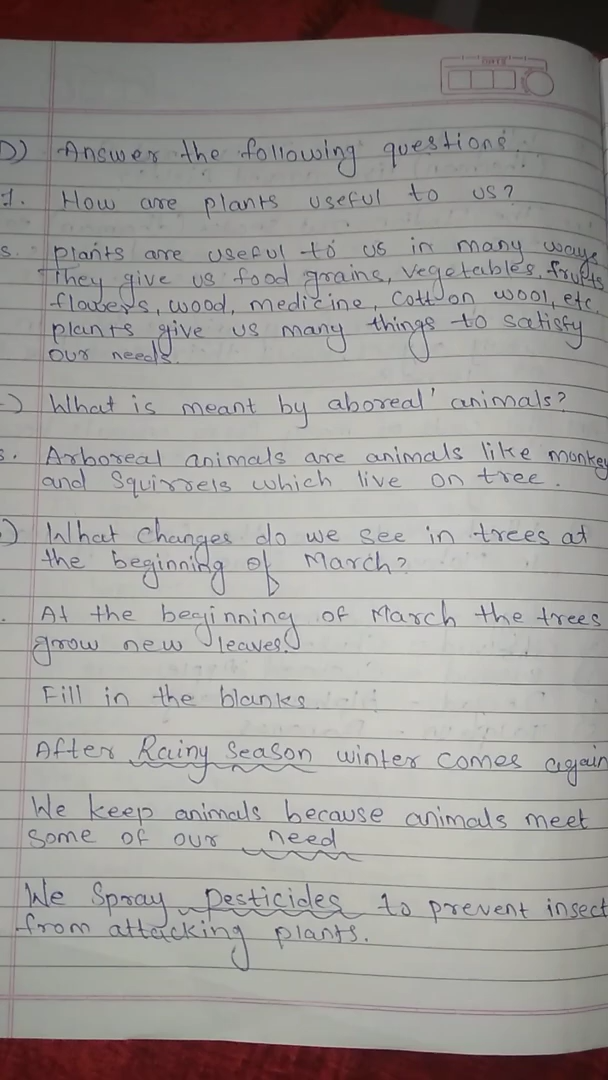 D) Answer the following questions.
1. How are plants useful to us?
s. plants are useful to us in many ways
They give us food grains, vegetables, fruits
flowers, wood, medicine, cotton wool, etc.
plants give us many things to satisfy
our needs.
) What is meant by aboreal' animals?
s. Arboreal animals are animals like monkey
and Squirrels which live on tree.
) What changes do we see in trees at
the beginning of March?
. At the beginning of March the trees
grow new leaves.
Fill in the blanks.
After Rainy Season winter comes again
We keep animals because animals meet
some of our need
We Spray pesticides to prevent insect
from attacking plants.